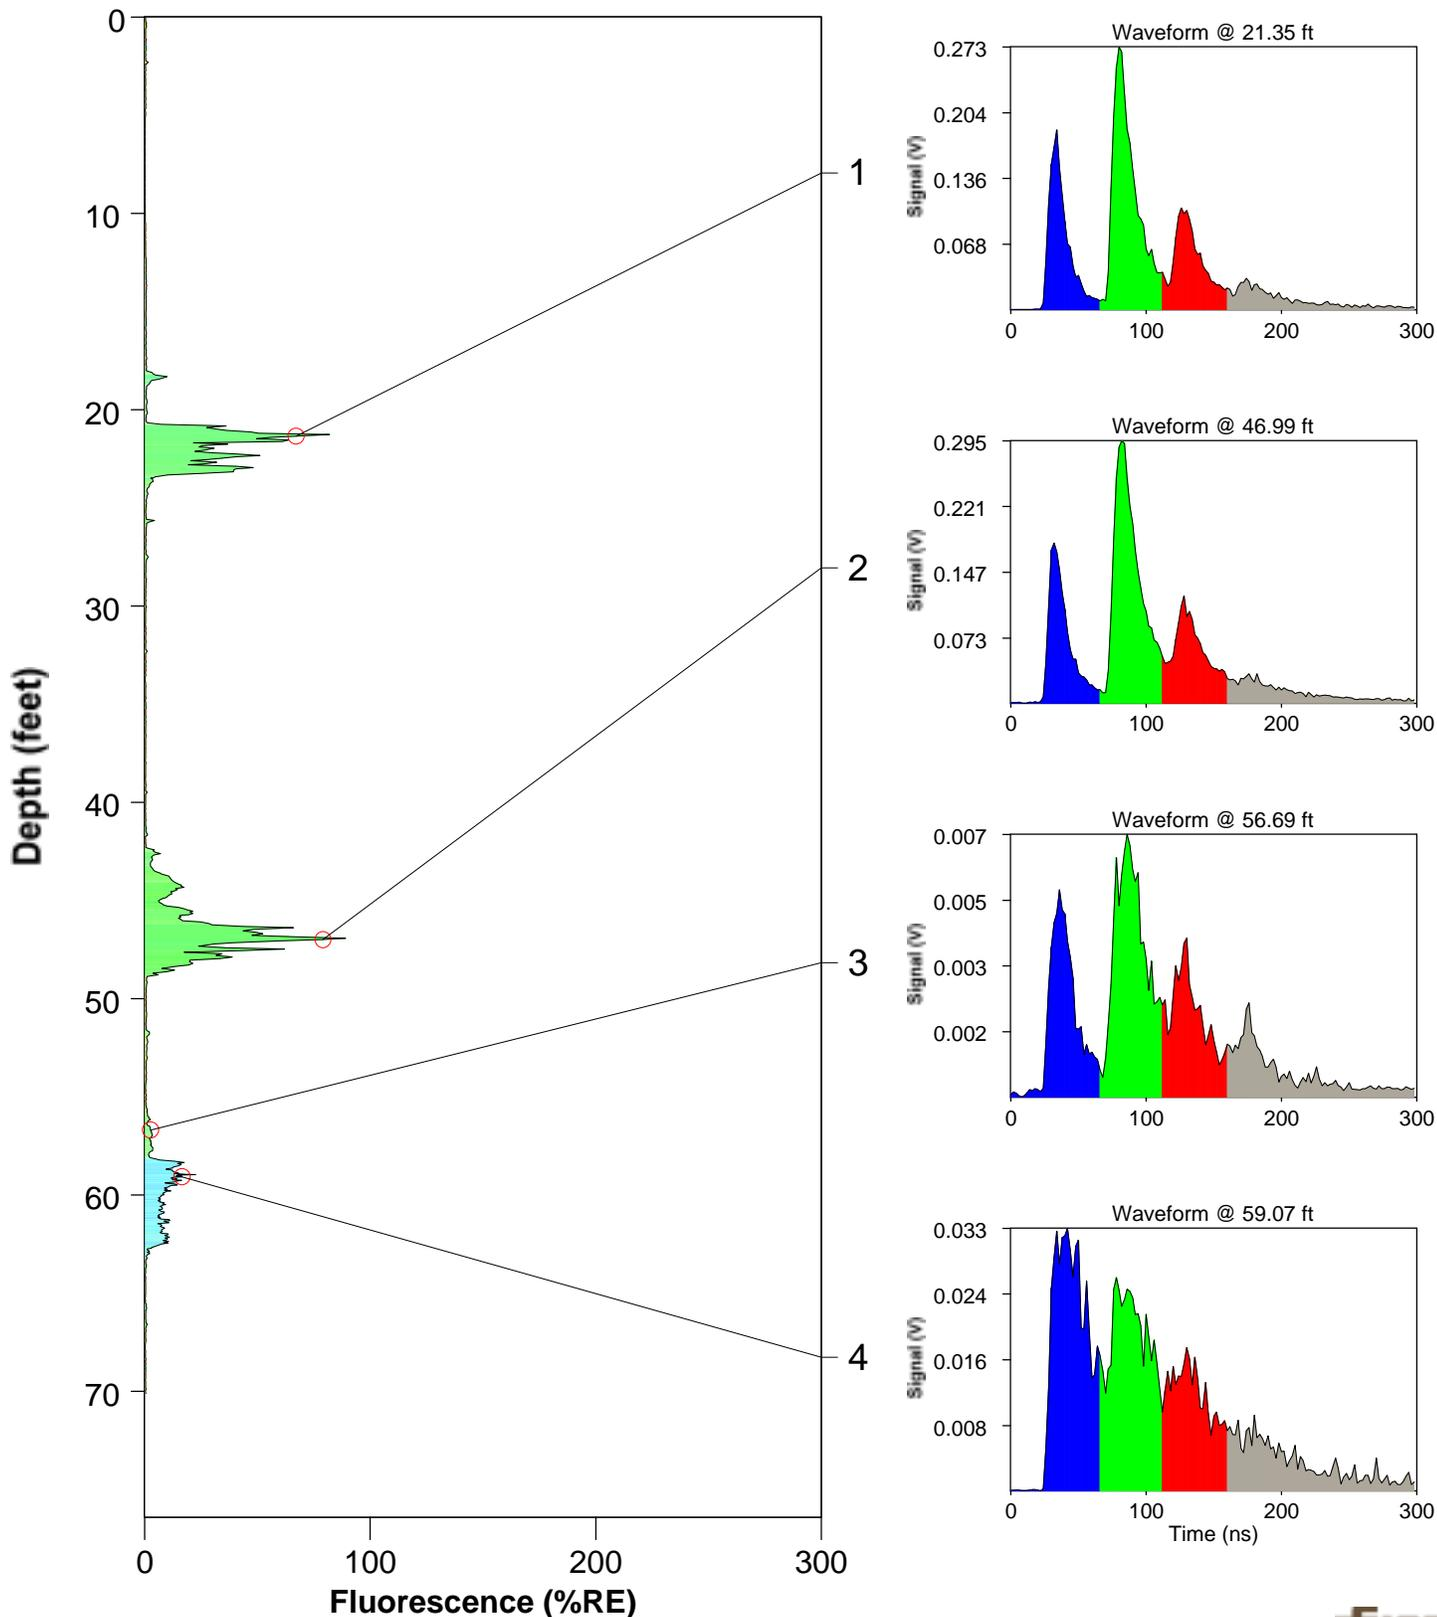 0
10
20
30
40
50
60
70
Depth (feet)
0 100 200 300
Fluorescence (%RE)
1
2
3
4
Waveform @ 21.35 ft
0.273
0.204
0.136
0.068
Signal (V)
0 100 200 300
Waveform @ 46.99 ft
0.295
0.221
0.147
0.073
Signal (V)
0 100 200 300
Waveform @ 56.69 ft
0.007
0.005
0.003
0.002
Signal (V)
0 100 200 300
Waveform @ 59.07 ft
0.033
0.024
0.016
0.008
Signal (V)
0 100 200 300
Time (ns)